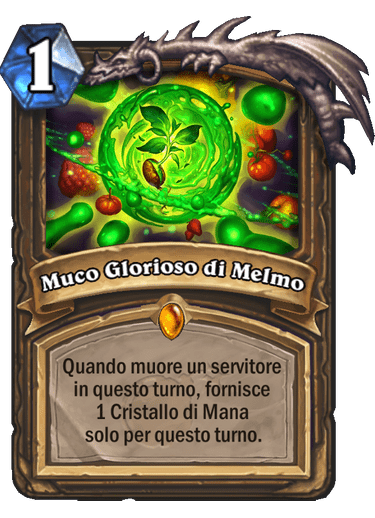 1
Muco Glorioso di Melmo
Quando muore un servitore
in questo turno, fornisce
1 Cristallo di Mana
solo per questo turno.